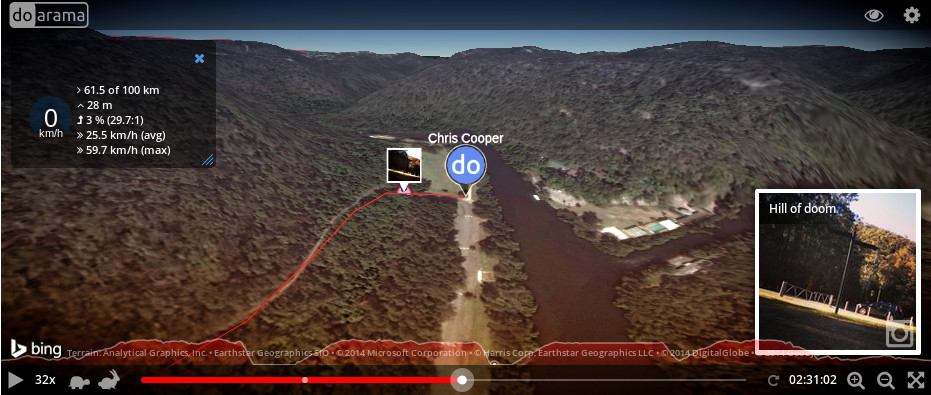 doarama
61.5 of 100 km
28 m
3 % (29.7:1)
25.5 km/h (avg)
59.7 km/h (max)
0
km/h
Chris Cooper
do
Hill of doom
bing
Terrain: Analytical Graphics, Inc. • Earthstar Geographics SIO • © 2014 Microsoft Corporation • © Harris Corp, Earthstar Geographics LLC • © 2014 DigitalGlobe
32x
02:31:02